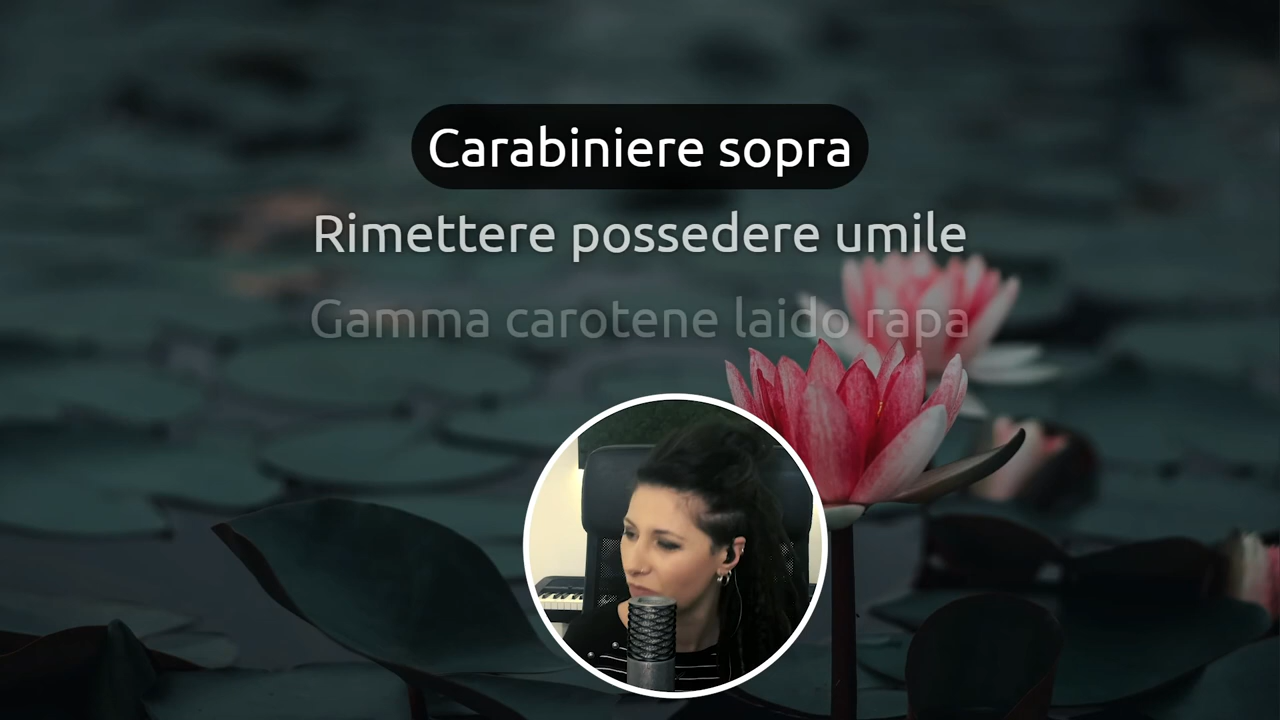 Carabiniere sopra
Rimettere possedere umile
Gamma carotene laido rapa